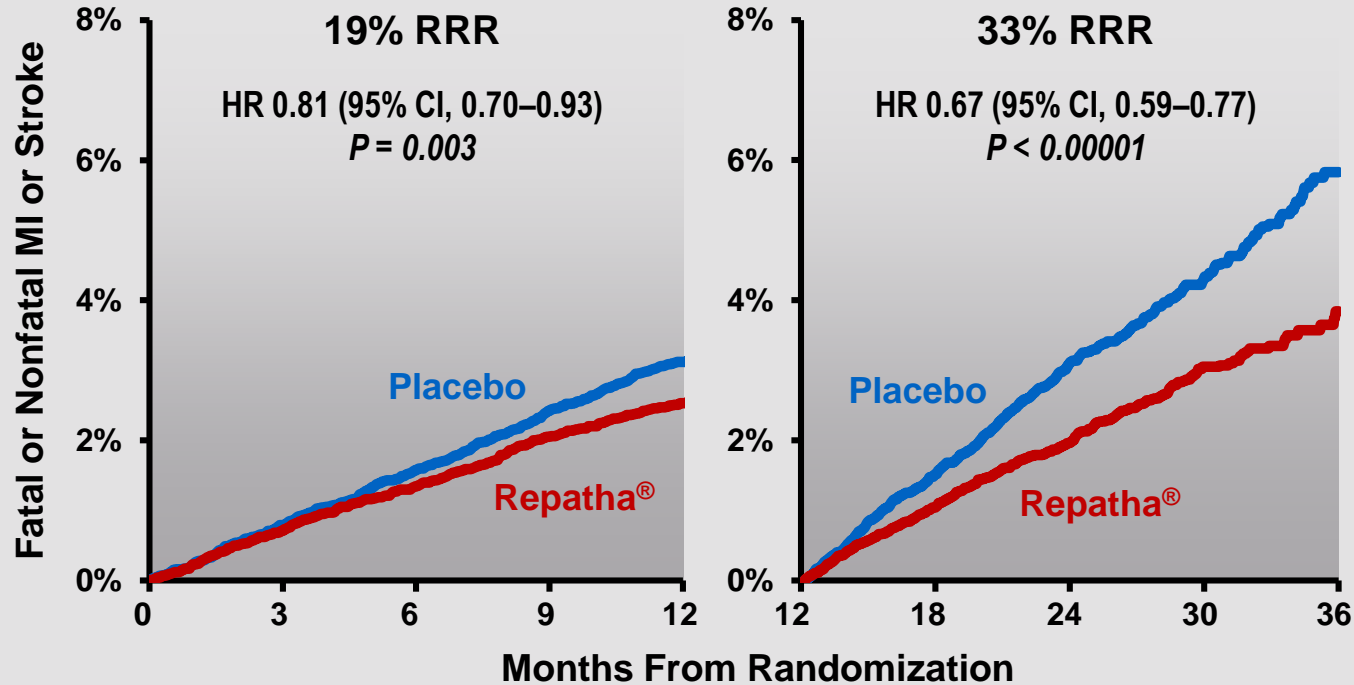 Fatal or Nonfatal MI or Stroke
8%
6%
4%
2%
0%
19% RRR
HR 0.81 (95% CI, 0.70–0.93)
P = 0.003
Placebo
Repatha®
0 3 6 9 12
8%
6%
4%
2%
0%
33% RRR
HR 0.67 (95% CI, 0.59–0.77)
P < 0.00001
Placebo
Repatha®
12 18 24 30 36
Months From Randomization